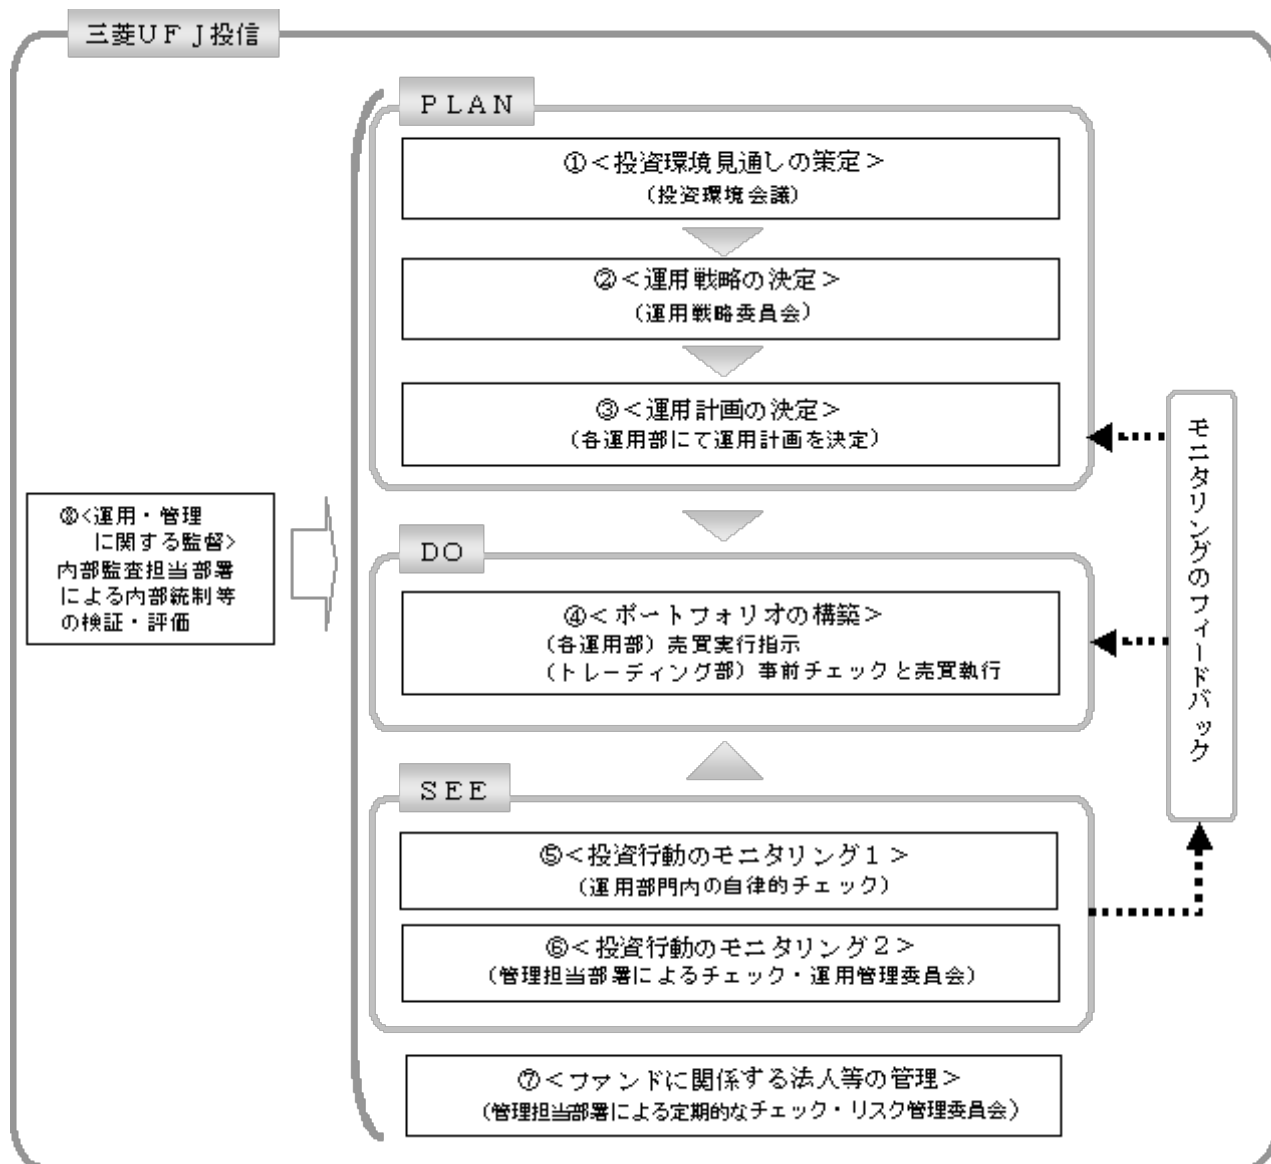 三菱UFJ投信
PLAN
①<投資環境見通しの策定>
(投資環境会議)
②<運用戦略の決定>
(運用戦略委員会)
③<運用計画の決定>
(各運用部にて運用計画を決定)
⑧<運用・管理
に関する監督>
内部監査担当部署
による内部統制等
の検証・評価
DO
④<ポートフォリオの構築>
(各運用部)売買実行指示
(トレーディング部)事前チェックと売買執行
SEE
⑤<投資行動のモニタリング1>
(運用部門内の自律的チェック)
⑥<投資行動のモニタリング2>
(管理担当部署によるチェック・運用管理委員会)
⑦<ファンドに関係する法人等の管理>
(管理担当部署による定期的なチェック・リスク管理委員会)
モニタリングのフィードバック